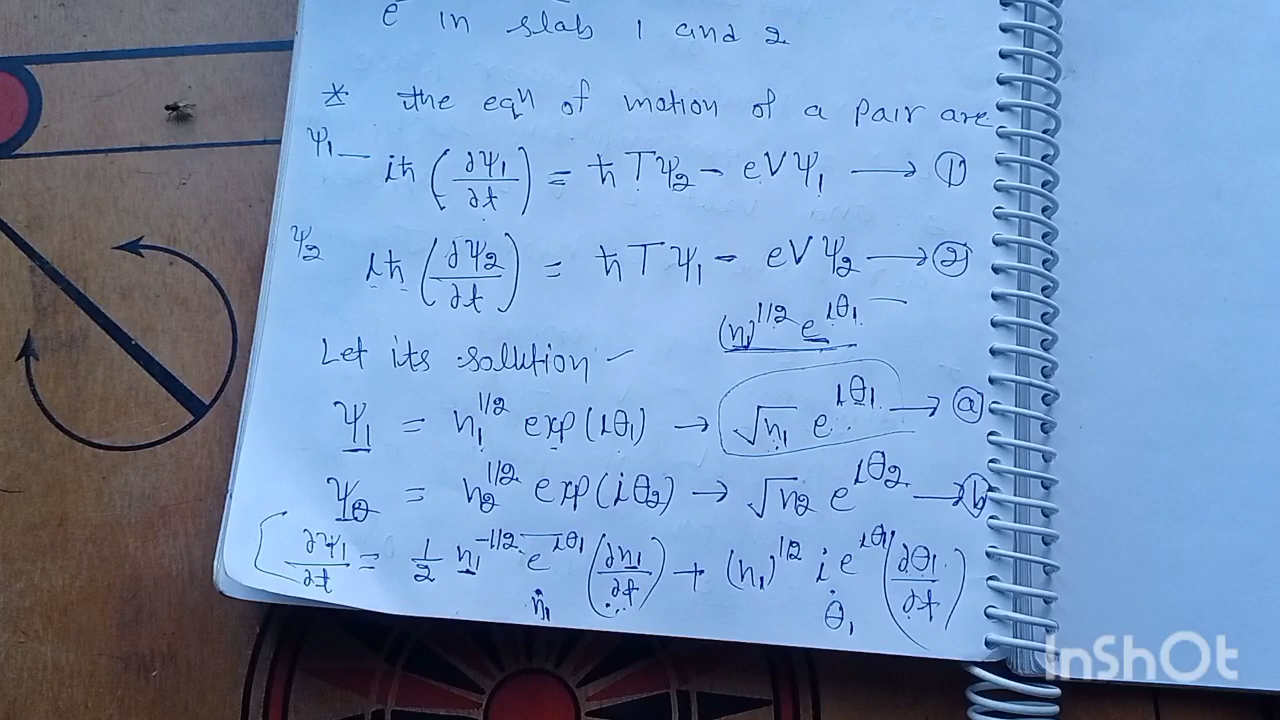 e⁻ in slab 1 and 2
* the eqn of motion of a pair are
ψ₁ — iħ (∂ψ₁/∂t) = ħTψ₂ - eVψ₁ → ①
ψ₂ iħ (∂ψ₂/∂t) = ħTψ₁ - eVψ₂ → ②
(n)^1/2 e^iθ₁ —
Let its solution -
ψ₁ = n₁^1/2 exp(iθ₁) → √n₁ e^iθ₁ → ⓐ
ψ₂ = n₂^1/2 exp(iθ₂) → √n₂ e^iθ₂ → ⓑ
∂ψ₁/∂t = 1/2 n₁^-1/2 e^iθ₁ (∂n₁/∂t) + (n₁)^1/2 i e^iθ₁ (∂θ₁/∂t)
ṅ₁ θ̇₁
InShOt